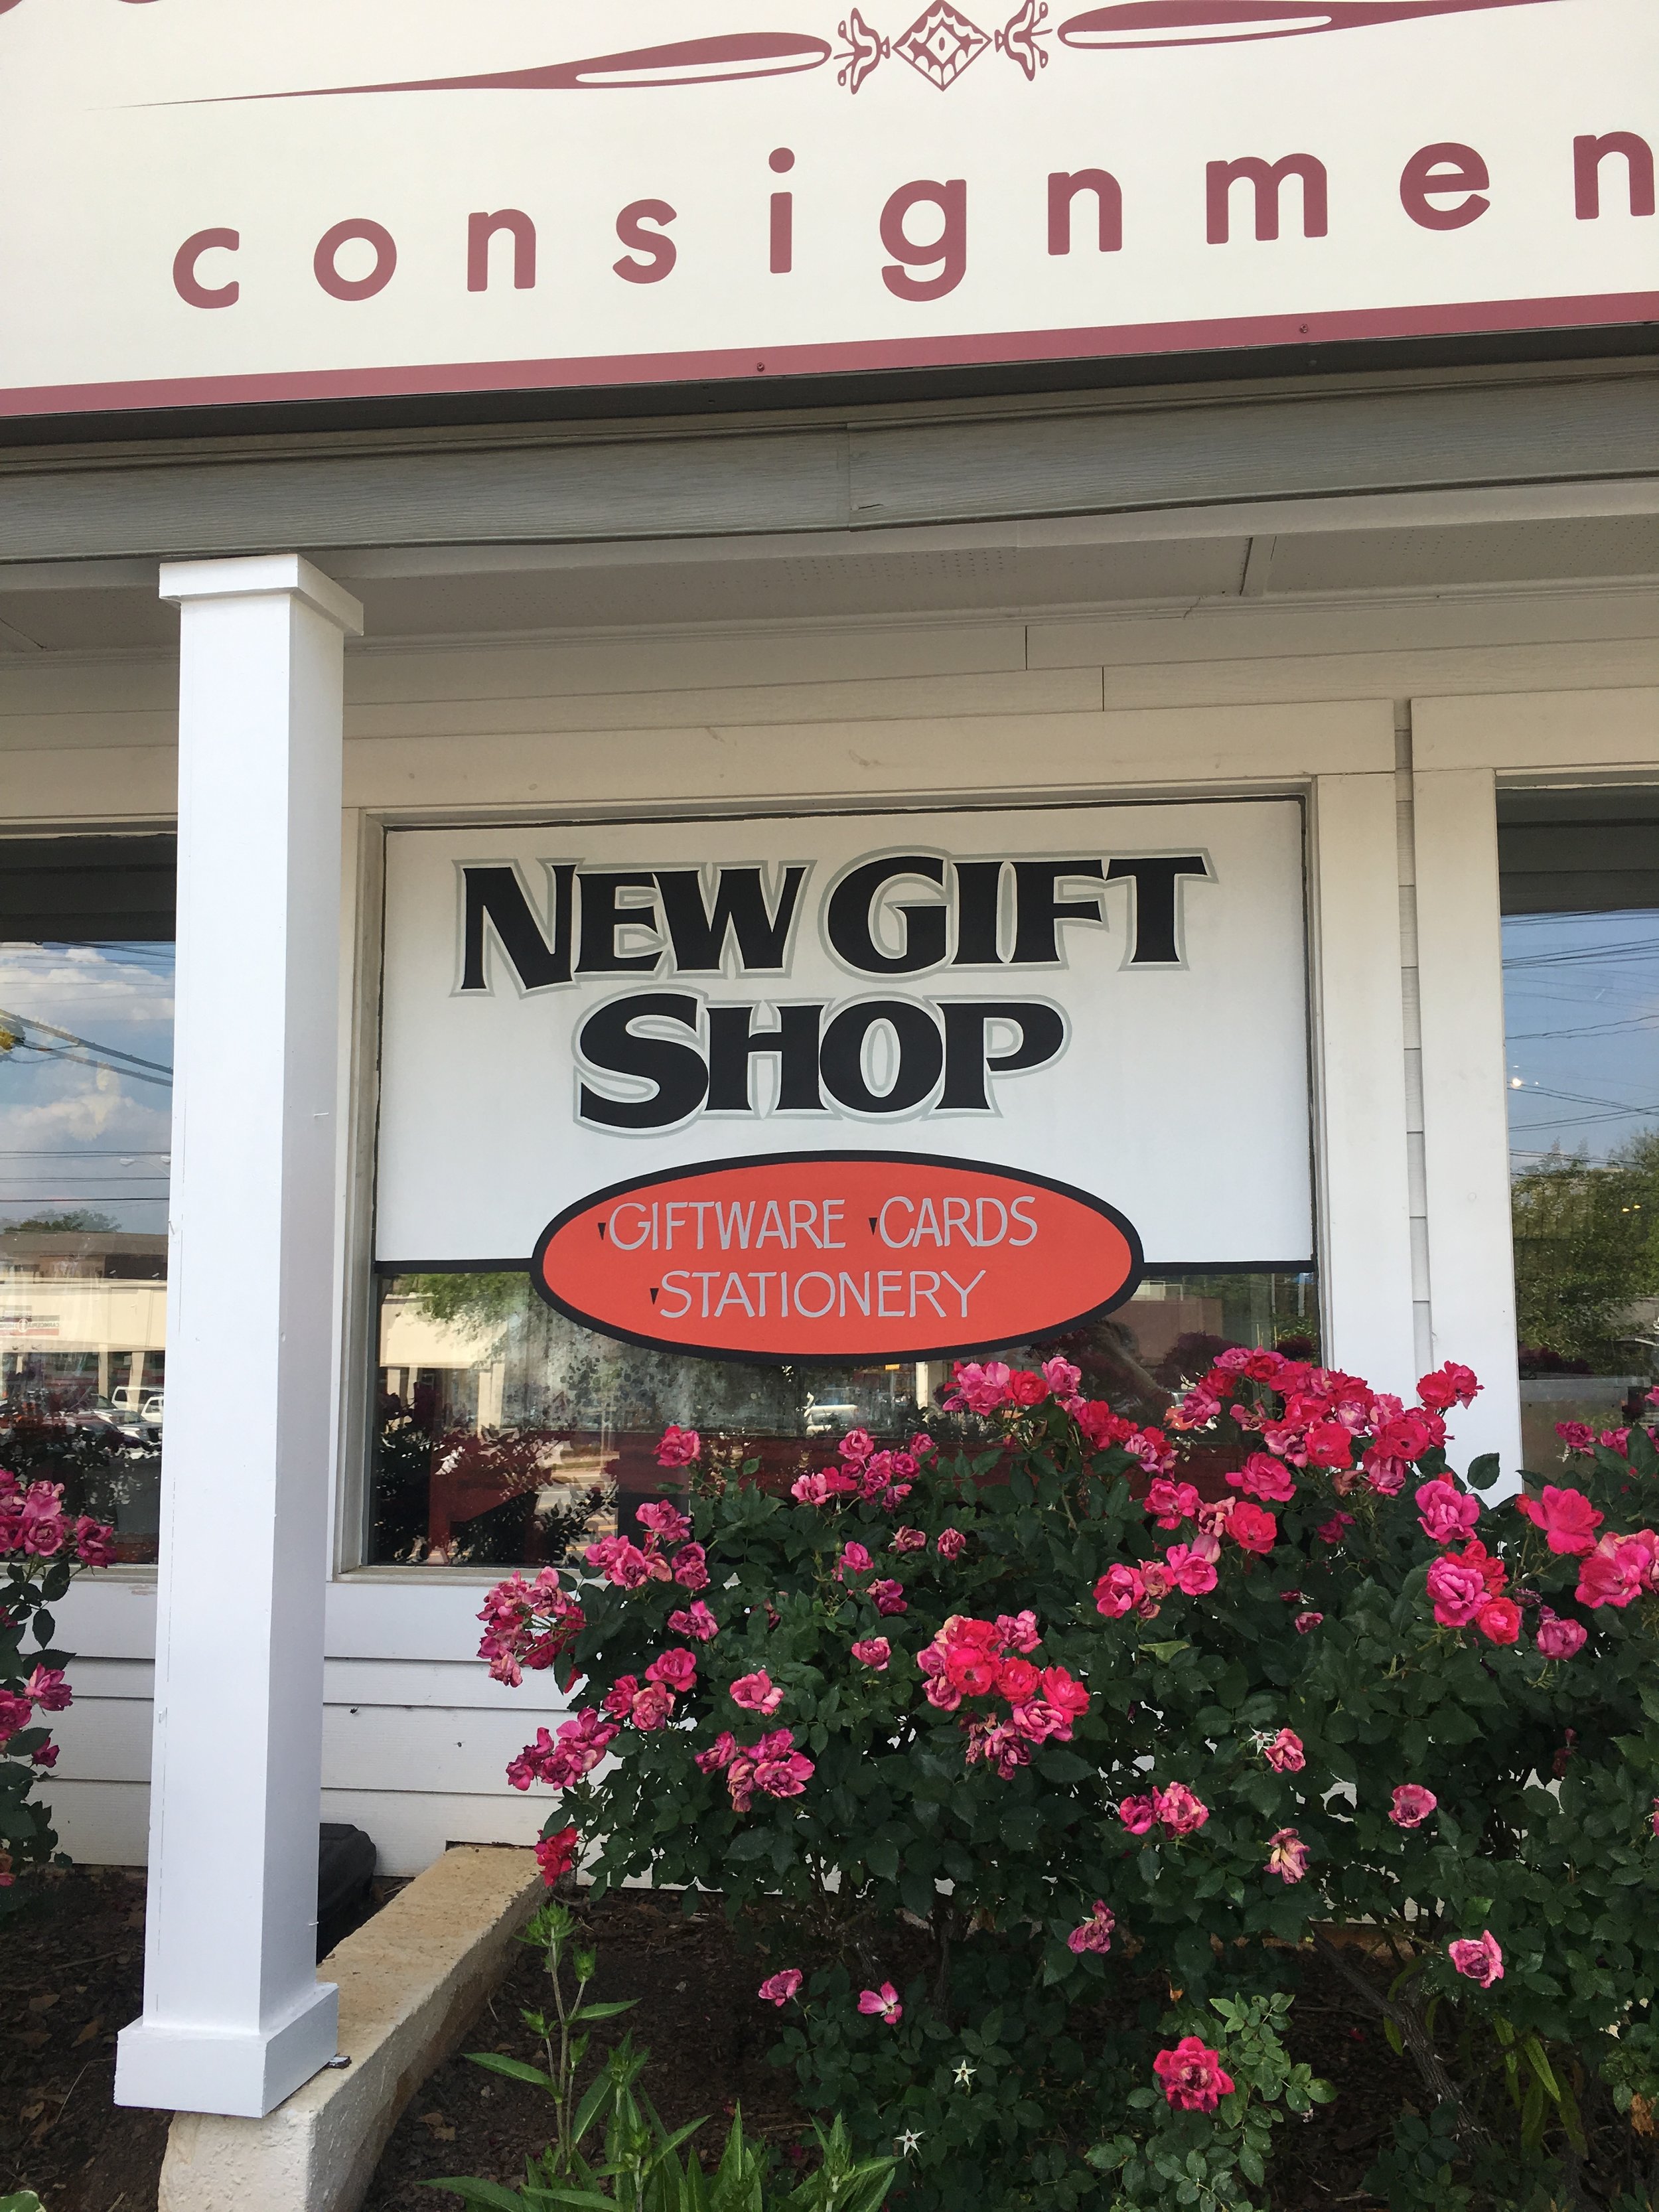 consignmen
NEW GIFT
SHOP
GIFTWARE CARDS
STATIONERY